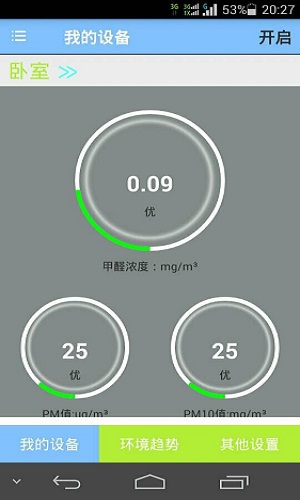 3G 3G G 53% 20:27
我的设备 开启
卧室 >>
0.09
优
甲醛浓度：mg/m³
25 25
优 优
PM值:ug/m³ PM10值:mg/m³
我的设备 环境趋势 其他设置